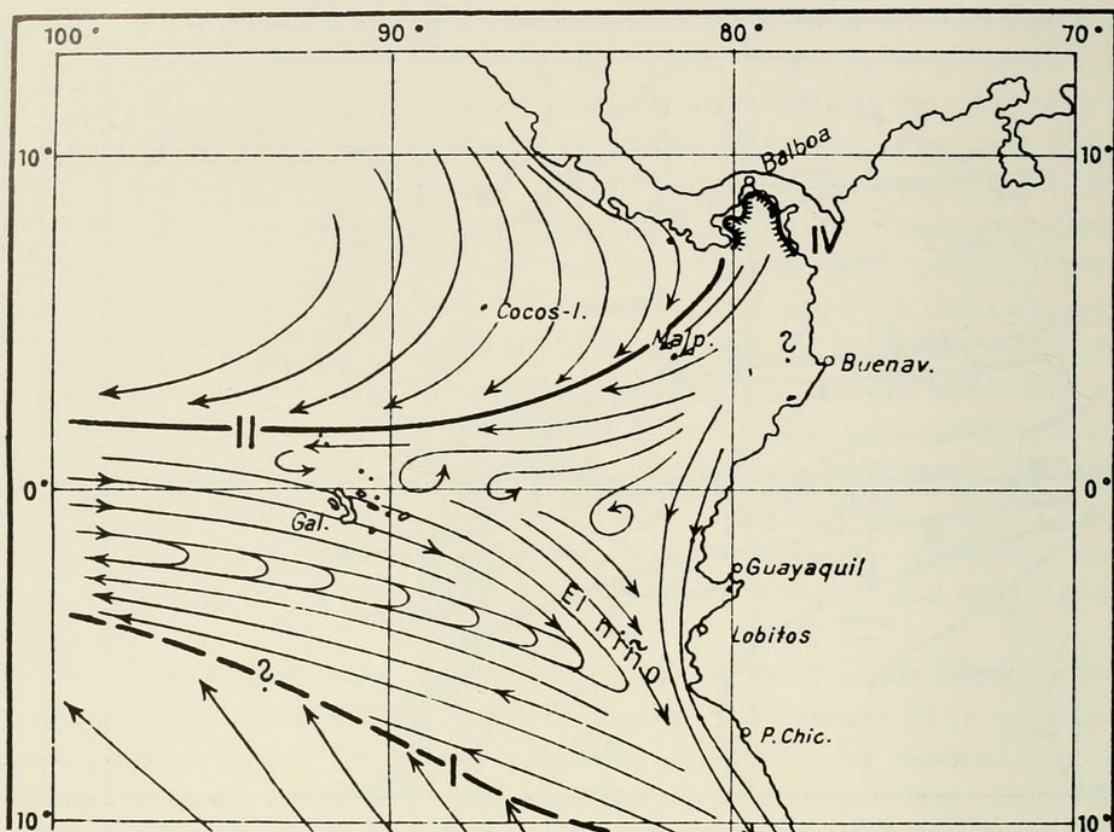 100° 90° 80° 70°
10° Balboa 10°
IV
Cocos-I.
Malp. ?
Buenav.
II
0° 0°
Gal.
Guayaquil
El niño
Lobitos
?
P. Chic.
I
10° 10°